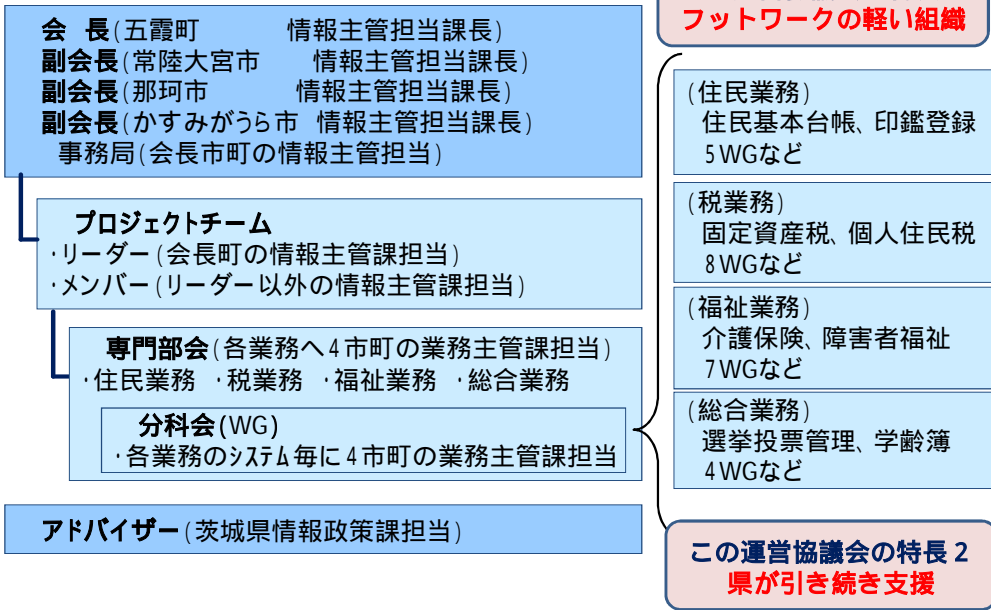 会 長(五霞町 情報主管担当課長)
副会長(常陸大宮市 情報主管担当課長)
副会長(那珂市 情報主管担当課長)
副会長(かすみがうら市 情報主管担当課長)
事務局(会長市町の情報主管担当)
プロジェクトチーム
・リーダー(会長町の情報主管課担当)
・メンバー(リーダー以外の情報主管課担当)
専門部会(各業務へ4市町の業務主管課担当)
・住民業務 ・税業務 ・福祉業務 ・総合業務
分科会(WG)
・各業務のシステム毎に4市町の業務主管課担当
アドバイザー(茨城県情報政策課担当)
フットワークの軽い組織
(住民業務)
住民基本台帳、印鑑登録
5WGなど
(税業務)
固定資産税、個人住民税
8WGなど
(福祉業務)
介護保険、障害者福祉
7WGなど
(総合業務)
選挙投票管理、学齢簿
4WGなど
この運営協議会の特長2
県が引き続き支援